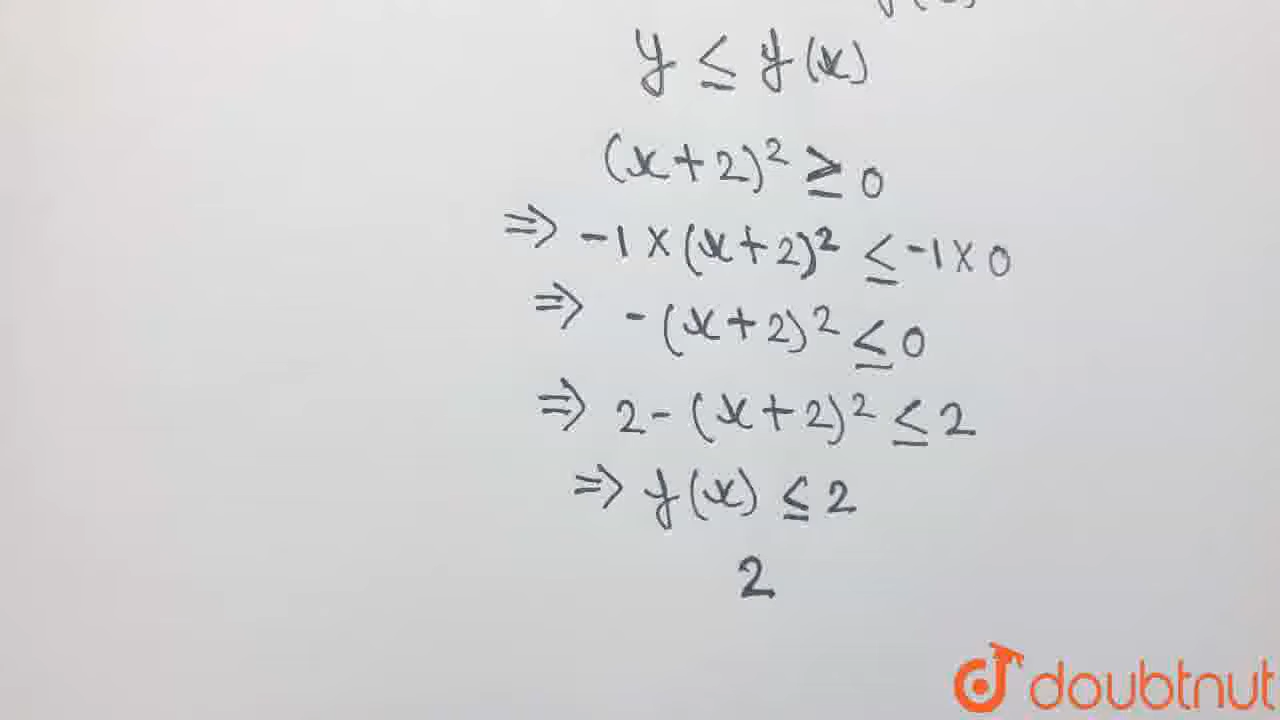 y ≤ f(x)
(x+2)² ≥ 0
⇒ -1 × (x+2)² ≤ -1 × 0
⇒ -(x+2)² ≤ 0
⇒ 2-(x+2)² ≤ 2
⇒ f(x) ≤ 2
2
doubtnut